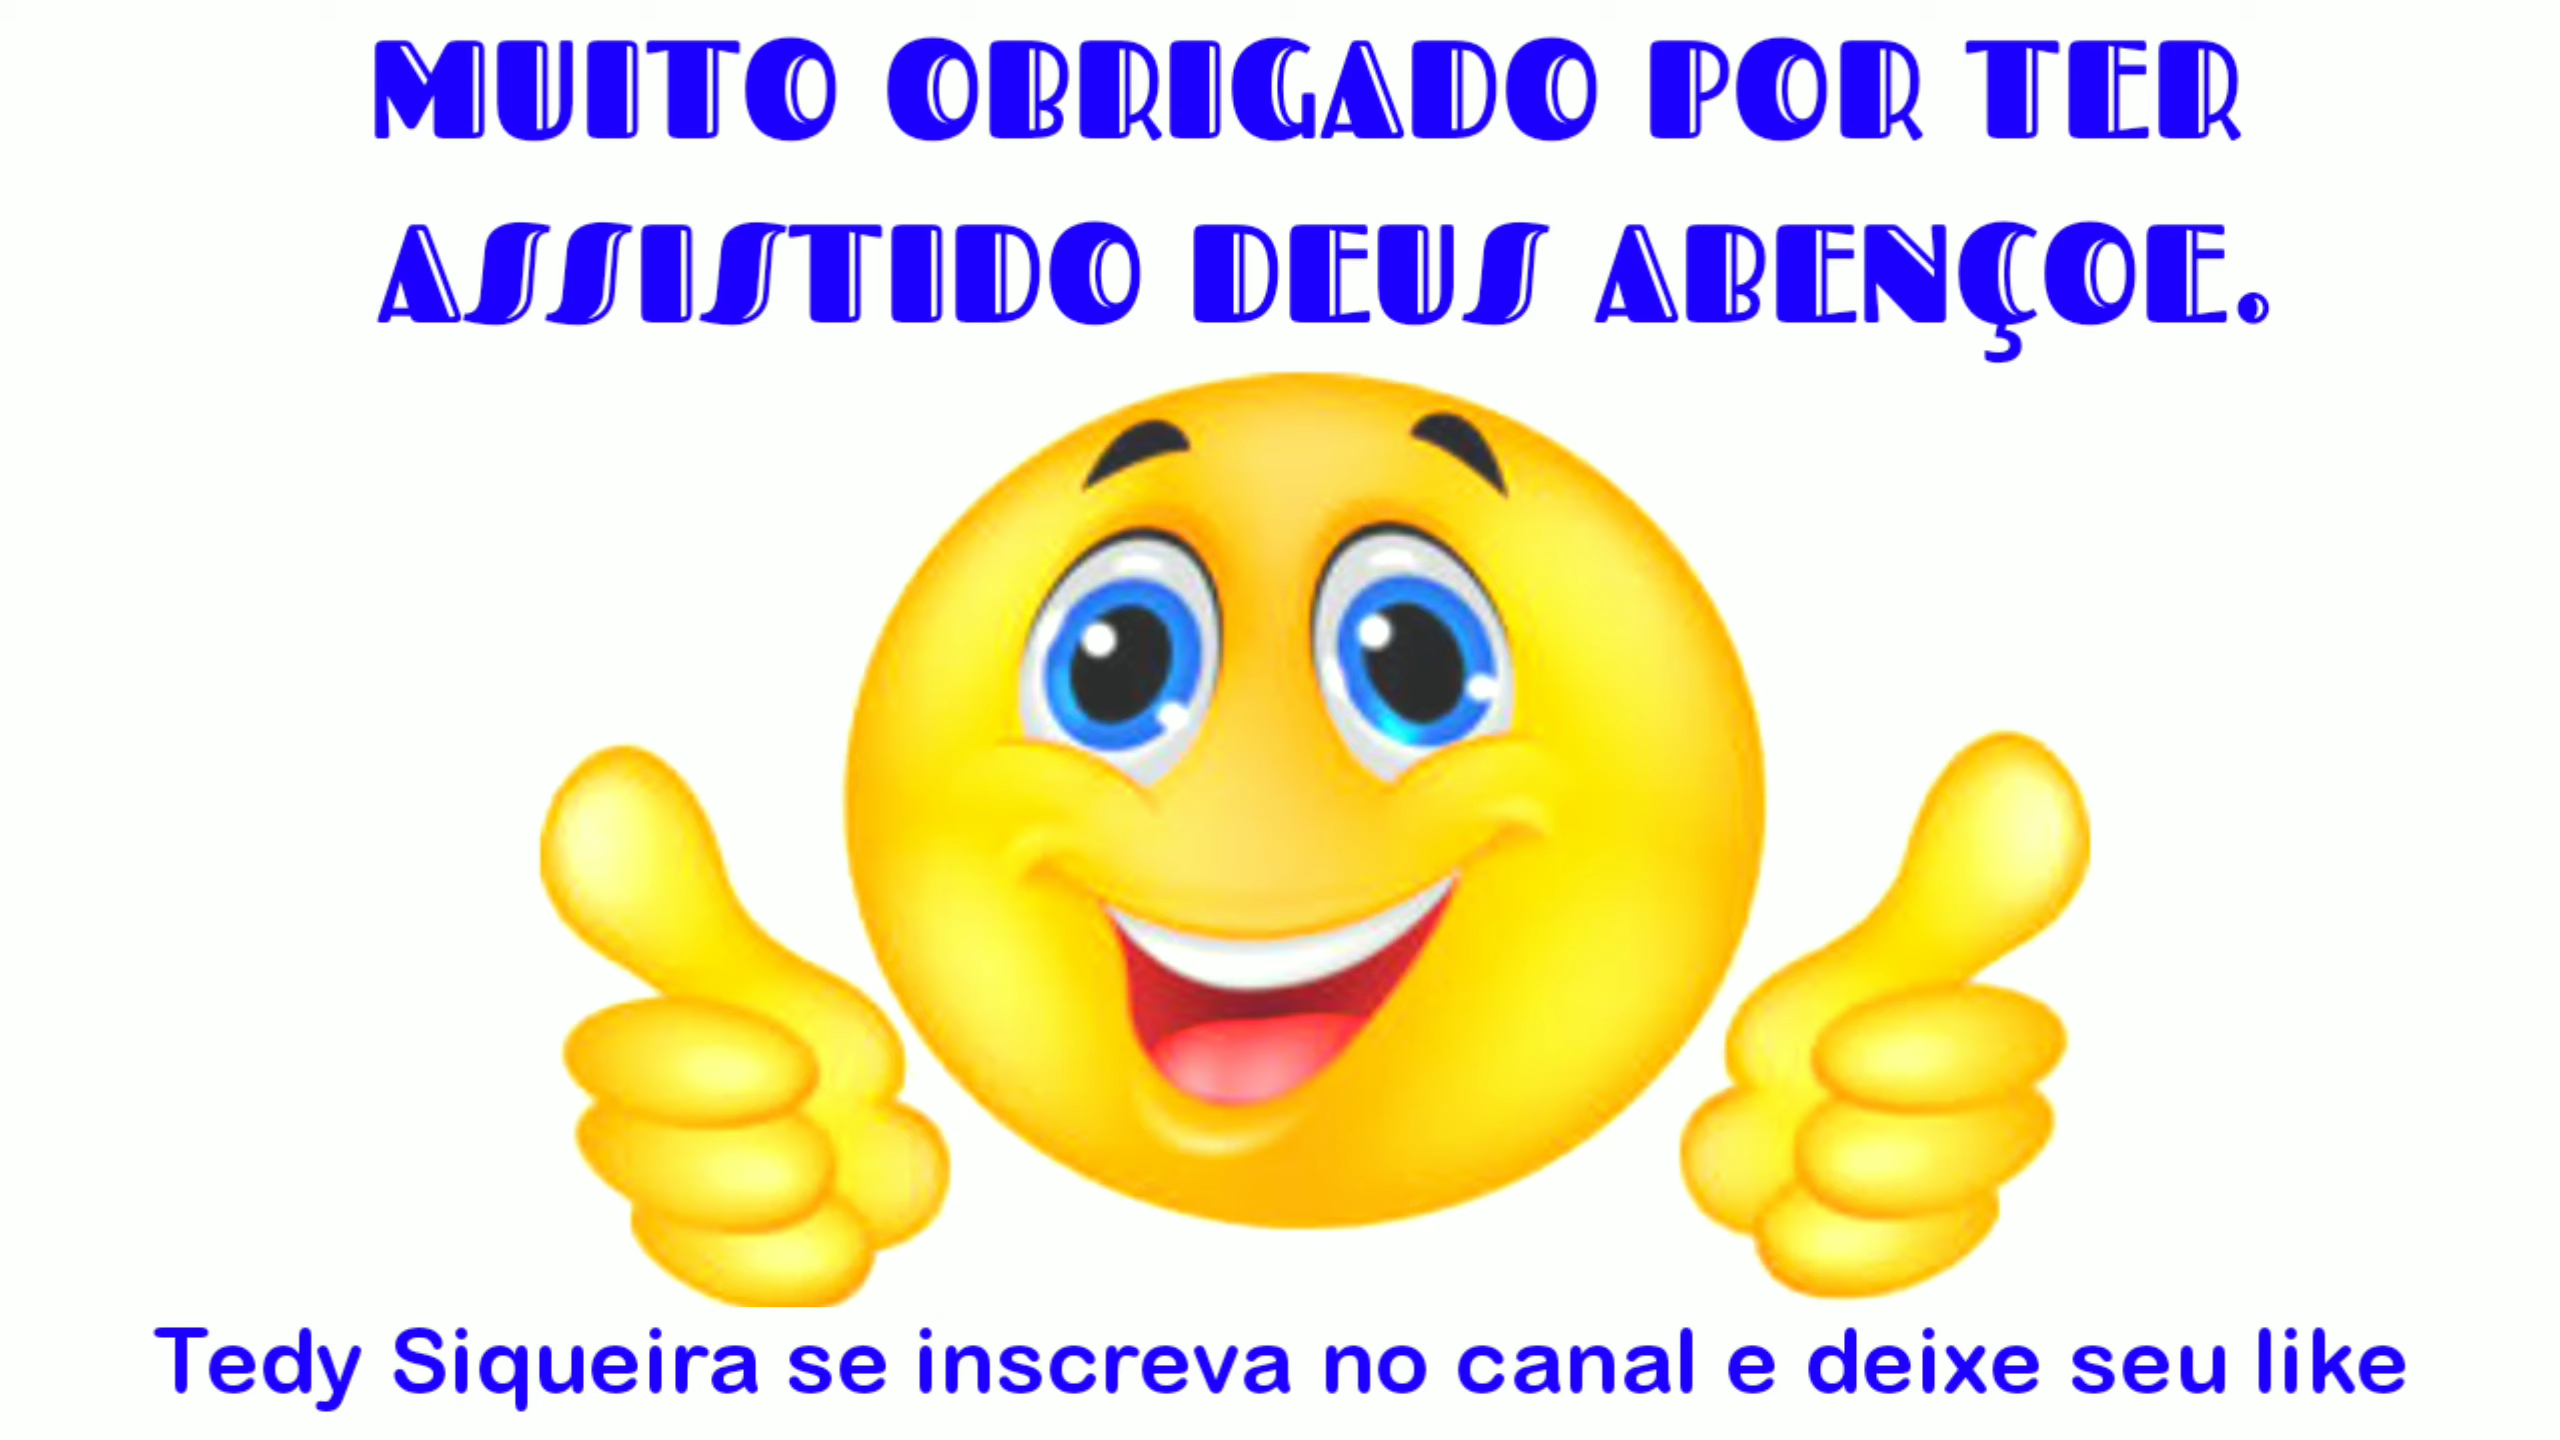 MUITO OBRIGADO POR TER
ASSISTIDO DEUS ABENÇOE.
Tedy Siqueira se inscreva no canal e deixe seu like